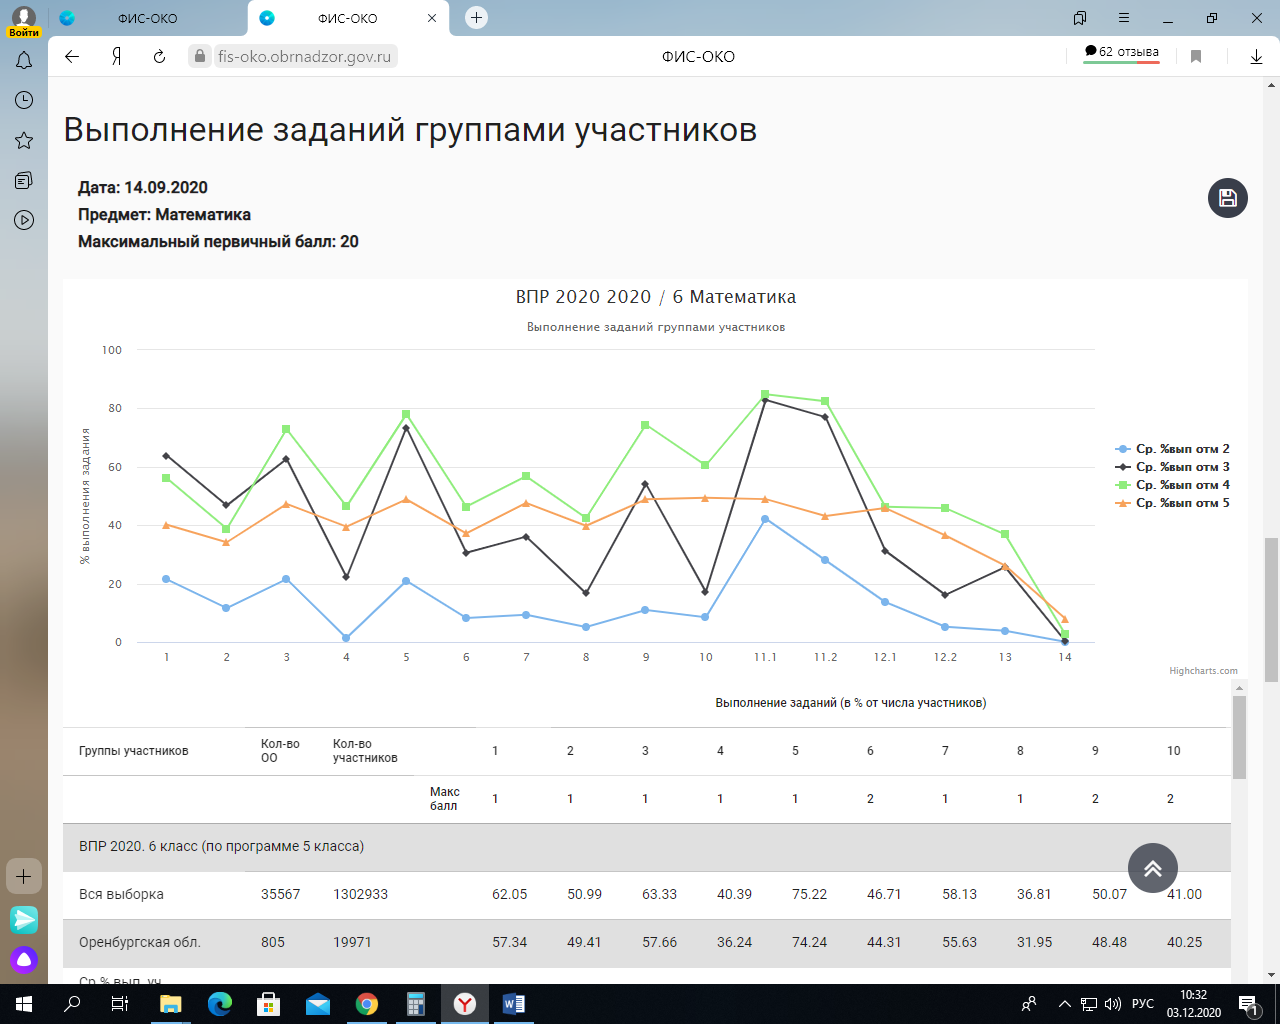 Войти
ФИС-ОКО
ФИС-ОКО
Я
fis-oko.obrnadzor.gov.ru
ФИС-ОКО
62 отзыва
Выполнение заданий группами участников
Дата: 14.09.2020
Предмет: Математика
Максимальный первичный балл: 20
ВПР 2020 2020 / 6 Математика
Выполнение заданий группами участников
% выполнения задания
100
80
60
40
20
0
1 2 3 4 5 6 7 8 9 10 11.1 11.2 12.1 12.2 13 14
Ср. %вып отм 2
Ср. %вып отм 3
Ср. %вып отм 4
Ср. %вып отм 5
Highcharts.com
Выполнение заданий (в % от числа участников)
Группы участников Кол-во ОО Кол-во участников 1 2 3 4 5 6 7 8 9 10
Макс балл 1 1 1 1 1 2 1 1 2 2
ВПР 2020. 6 класс (по программе 5 класса)
Вся выборка 35567 1302933 62.05 50.99 63.33 40.39 75.22 46.71 58.13 36.81 50.07 41.00
Оренбургская обл. 805 19971 57.34 49.41 57.66 36.24 74.24 44.31 55.63 31.95 48.48 40.25
Ср.% вып. уч.
РУС
10:32
03.12.2020
1